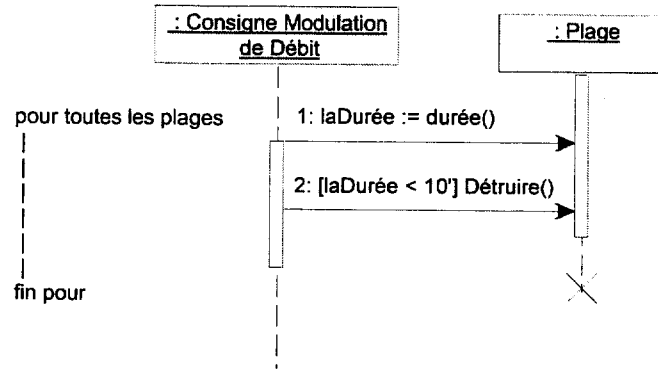 : Consigne Modulation
de Débit
: Plage
pour toutes les plages
1: laDurée := durée()
2: [laDurée < 10'] Détruire()
fin pour